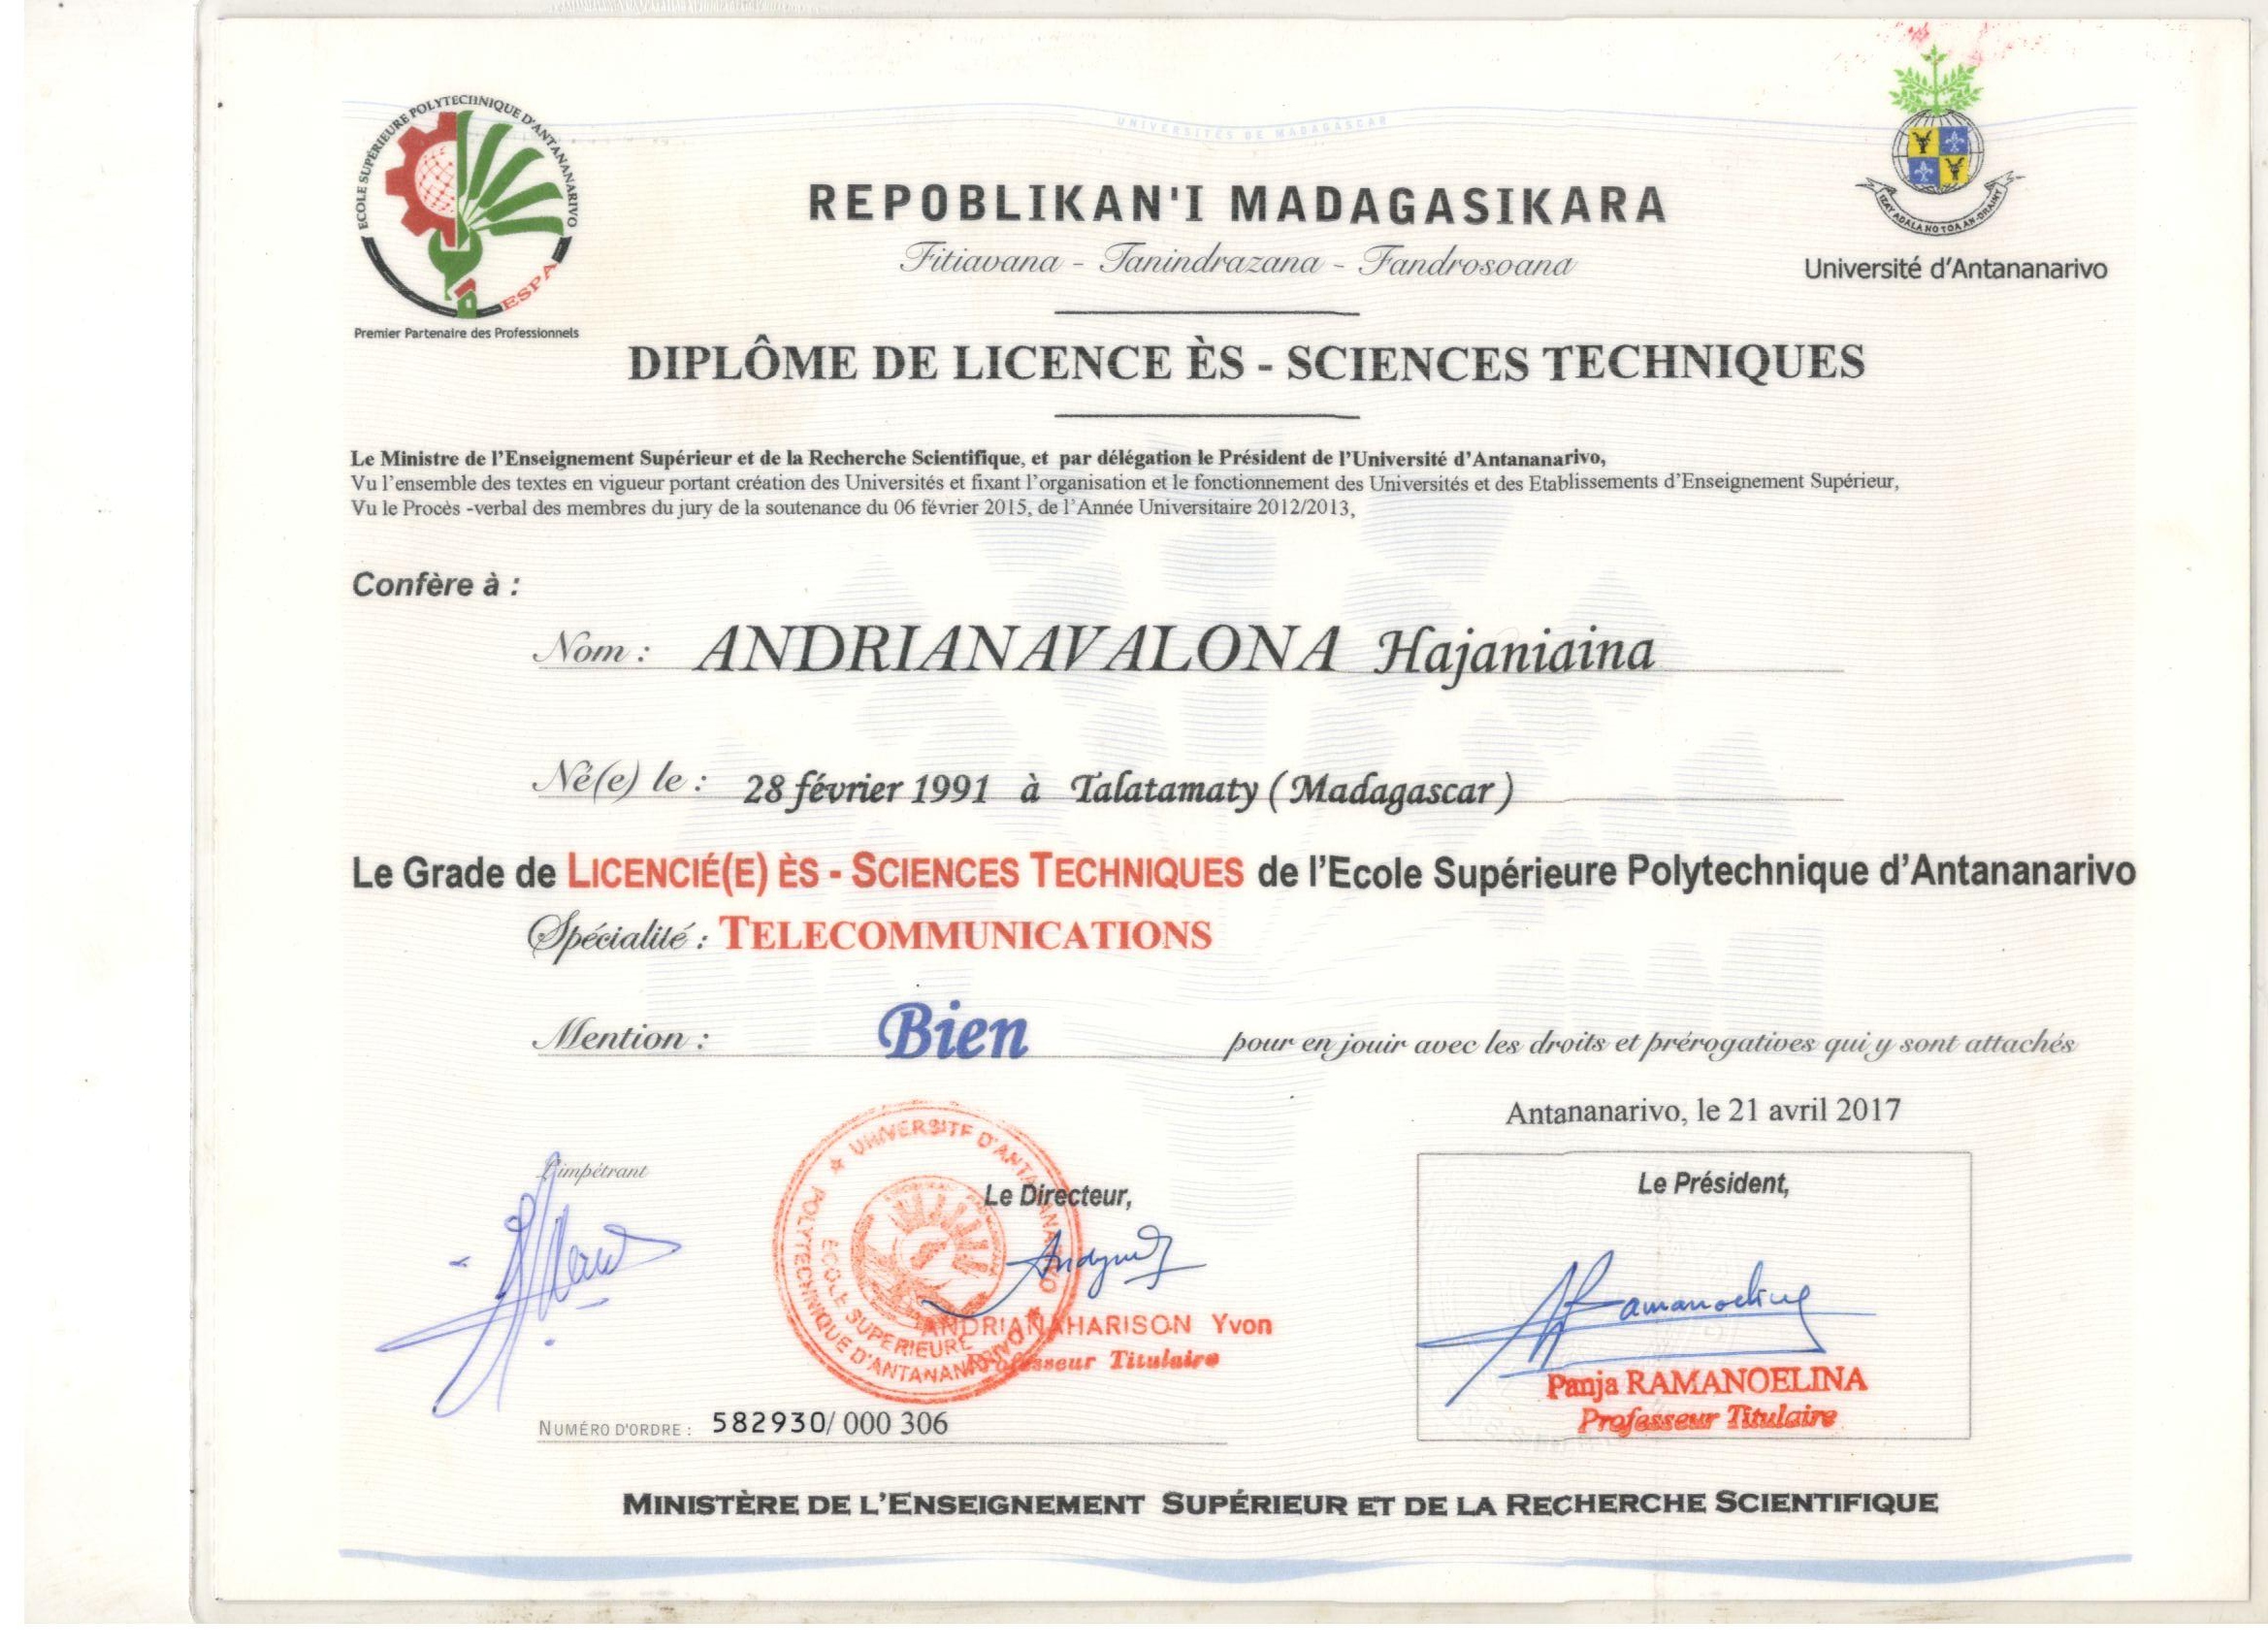 ECOLE SUPÉRIEURE POLYTECHNIQUE D'ANTANANARIVO
ESPA
Premier Partenaire des Professionnels
UNIVERSITÉS DE MADAGASCAR
REPOBLIKAN'I MADAGASIKARA
Fitiavana - Tanindrazana - Fandrosoana
IZAY ADALA NO TOA AN-DRAINY
Université d'Antananarivo
DIPLÔME DE LICENCE ÈS - SCIENCES TECHNIQUES
Le Ministre de l'Enseignement Supérieur et de la Recherche Scientifique, et par délégation le Président de l'Université d'Antananarivo,
Vu l'ensemble des textes en vigueur portant création des Universités et fixant l'organisation et le fonctionnement des Universités et des Etablissements d'Enseignement Supérieur,
Vu le Procès -verbal des membres du jury de la soutenance du 06 février 2015, de l'Année Universitaire 2012/2013,
Confère à :
Nom : ANDRIANAVALONA Hajaniaina
Né(e) le : 28 février 1991 à Talatamaty (Madagascar)
Le Grade de LICENCIÉ(E) ÈS - SCIENCES TECHNIQUES de l'Ecole Supérieure Polytechnique d'Antananarivo
Spécialité : TELECOMMUNICATIONS
Mention : Bien pour en jouir avec les droits et prérogatives qui y sont attachés
Antananarivo, le 21 avril 2017
L'impétrant
UNIVERSITE D'ANTANANARIVO
ECOLE SUPERIEURE
POLYTECHNIQUE D'ANTANANARIVO
Le Directeur,
ANDRIANAHARISON Yvon
Professeur Titulaire
Le Président,
Ramanoelina
Panja RAMANOELINA
Professeur Titulaire
NUMÉRO D'ORDRE : 582930/ 000 306
MINISTÈRE DE L'ENSEIGNEMENT SUPÉRIEUR ET DE LA RECHERCHE SCIENTIFIQUE